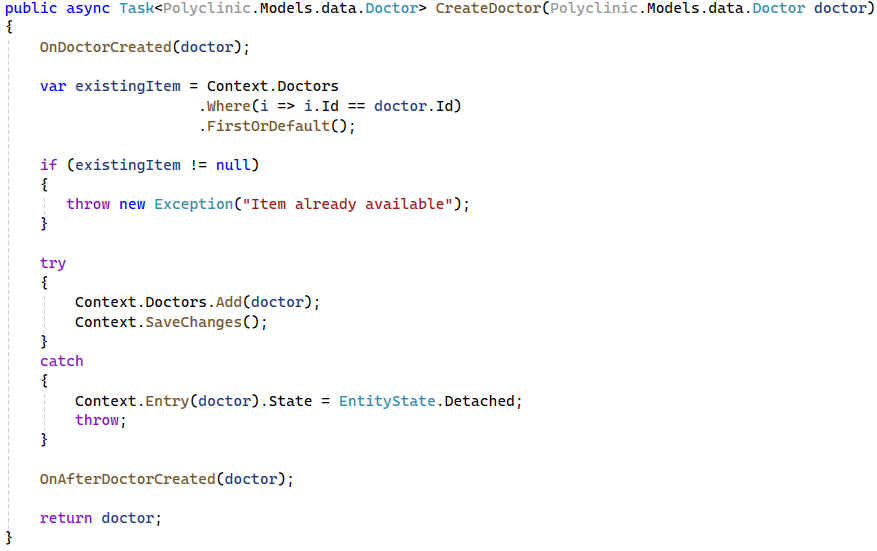 public async Task<Polyclinic.Models.data.Doctor> CreateDoctor(Polyclinic.Models.data.Doctor doctor)
{
    OnDoctorCreated(doctor);

    var existingItem = Context.Doctors
                      .Where(i => i.Id == doctor.Id)
                      .FirstOrDefault();

    if (existingItem != null)
    {
       throw new Exception("Item already available");
    }

    try
    {
        Context.Doctors.Add(doctor);
        Context.SaveChanges();
    }
    catch
    {
        Context.Entry(doctor).State = EntityState.Detached;
        throw;
    }

    OnAfterDoctorCreated(doctor);

    return doctor;
}